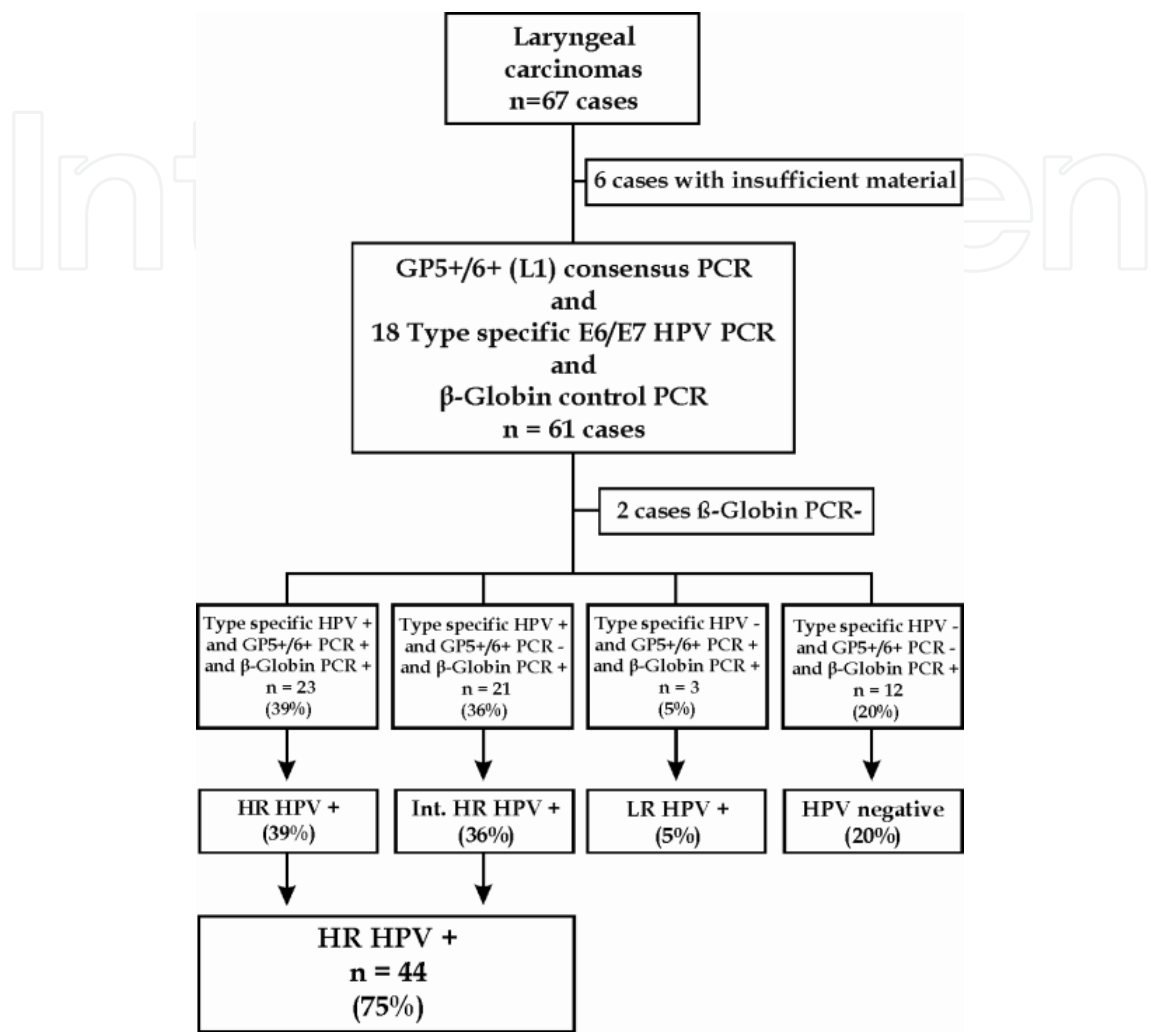 Laryngeal
carcinomas
n=67 cases
6 cases with insufficient material
GP5+/6+ (L1) consensus PCR
and
18 Type specific E6/E7 HPV PCR
and
β-Globin control PCR
n = 61 cases
2 cases ß-Globin PCR-
Type specific HPV +
and GP5+/6+ PCR +
and β-Globin PCR +
n = 23
(39%)
Type specific HPV +
and GP5+/6+ PCR -
and β-Globin PCR +
n = 21
(36%)
Type specific HPV -
and GP5+/6+ PCR +
and β-Globin PCR +
n = 3
(5%)
Type specific HPV -
and GP5+/6+ PCR -
and β-Globin PCR +
n = 12
(20%)
HR HPV +
(39%)
Int. HR HPV +
(36%)
LR HPV +
(5%)
HPV negative
(20%)
HR HPV +
n = 44
(75%)